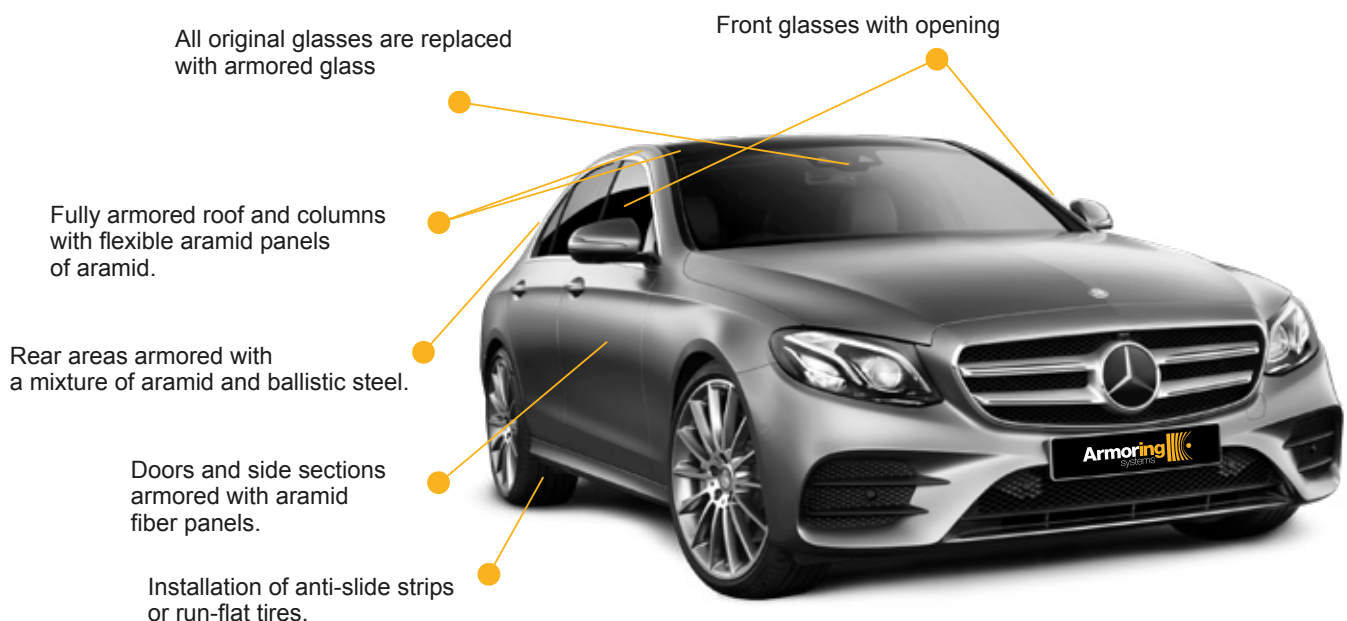 All original glasses are replaced
with armored glass
Front glasses with opening
Fully armored roof and columns
with flexible aramid panels
of aramid.
Rear areas armored with
a mixture of aramid and ballistic steel.
Doors and side sections
armored with aramid
fiber panels.
Installation of anti-slide strips
or run-flat tires.
Armoring
systems